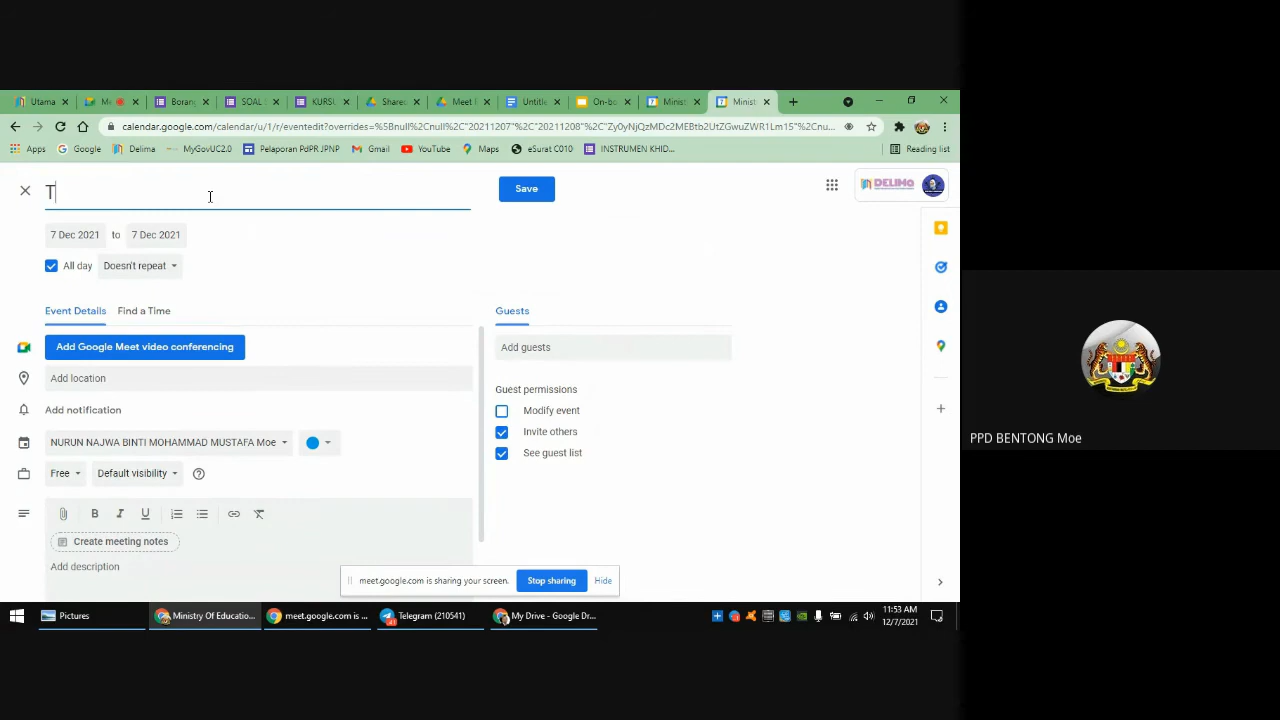 Utama
Me
Borang
SOAL
KURSU
Shared
Meet R
Untitle
On-bo
Minist
Minist
calendar.google.com/calendar/u/1/r/eventedit?overrides=%5Bnull%2Cnull%2C"20211207"%2C"20211208"%2C"Zy0yNjQzMDc2MEBtb2UtZGwuZWR1Lm15"%2Cnu...
Apps
Google
Delima
MyGovUC2.0
Pelaporan PdPR JPNP
Gmail
YouTube
Maps
eSurat C010
INSTRUMEN KHID...
Reading list
T
Save
DELIMa
7 Dec 2021 to 7 Dec 2021
All day Doesn't repeat
Event Details Find a Time
Guests
Add Google Meet video conferencing
Add guests
Add location
Guest permissions
Add notification
Modify event
NURUN NAJWA BINTI MOHAMMAD MUSTAFA Moe
Invite others
Free Default visibility
See guest list
B I U
Create meeting notes
Add description
meet.google.com is sharing your screen. Stop sharing Hide
PPD BENTONG Moe
Pictures
Ministry Of Educatio...
meet.google.com is ...
Telegram (210541)
My Drive - Google Dr...
11:53 AM
12/7/2021